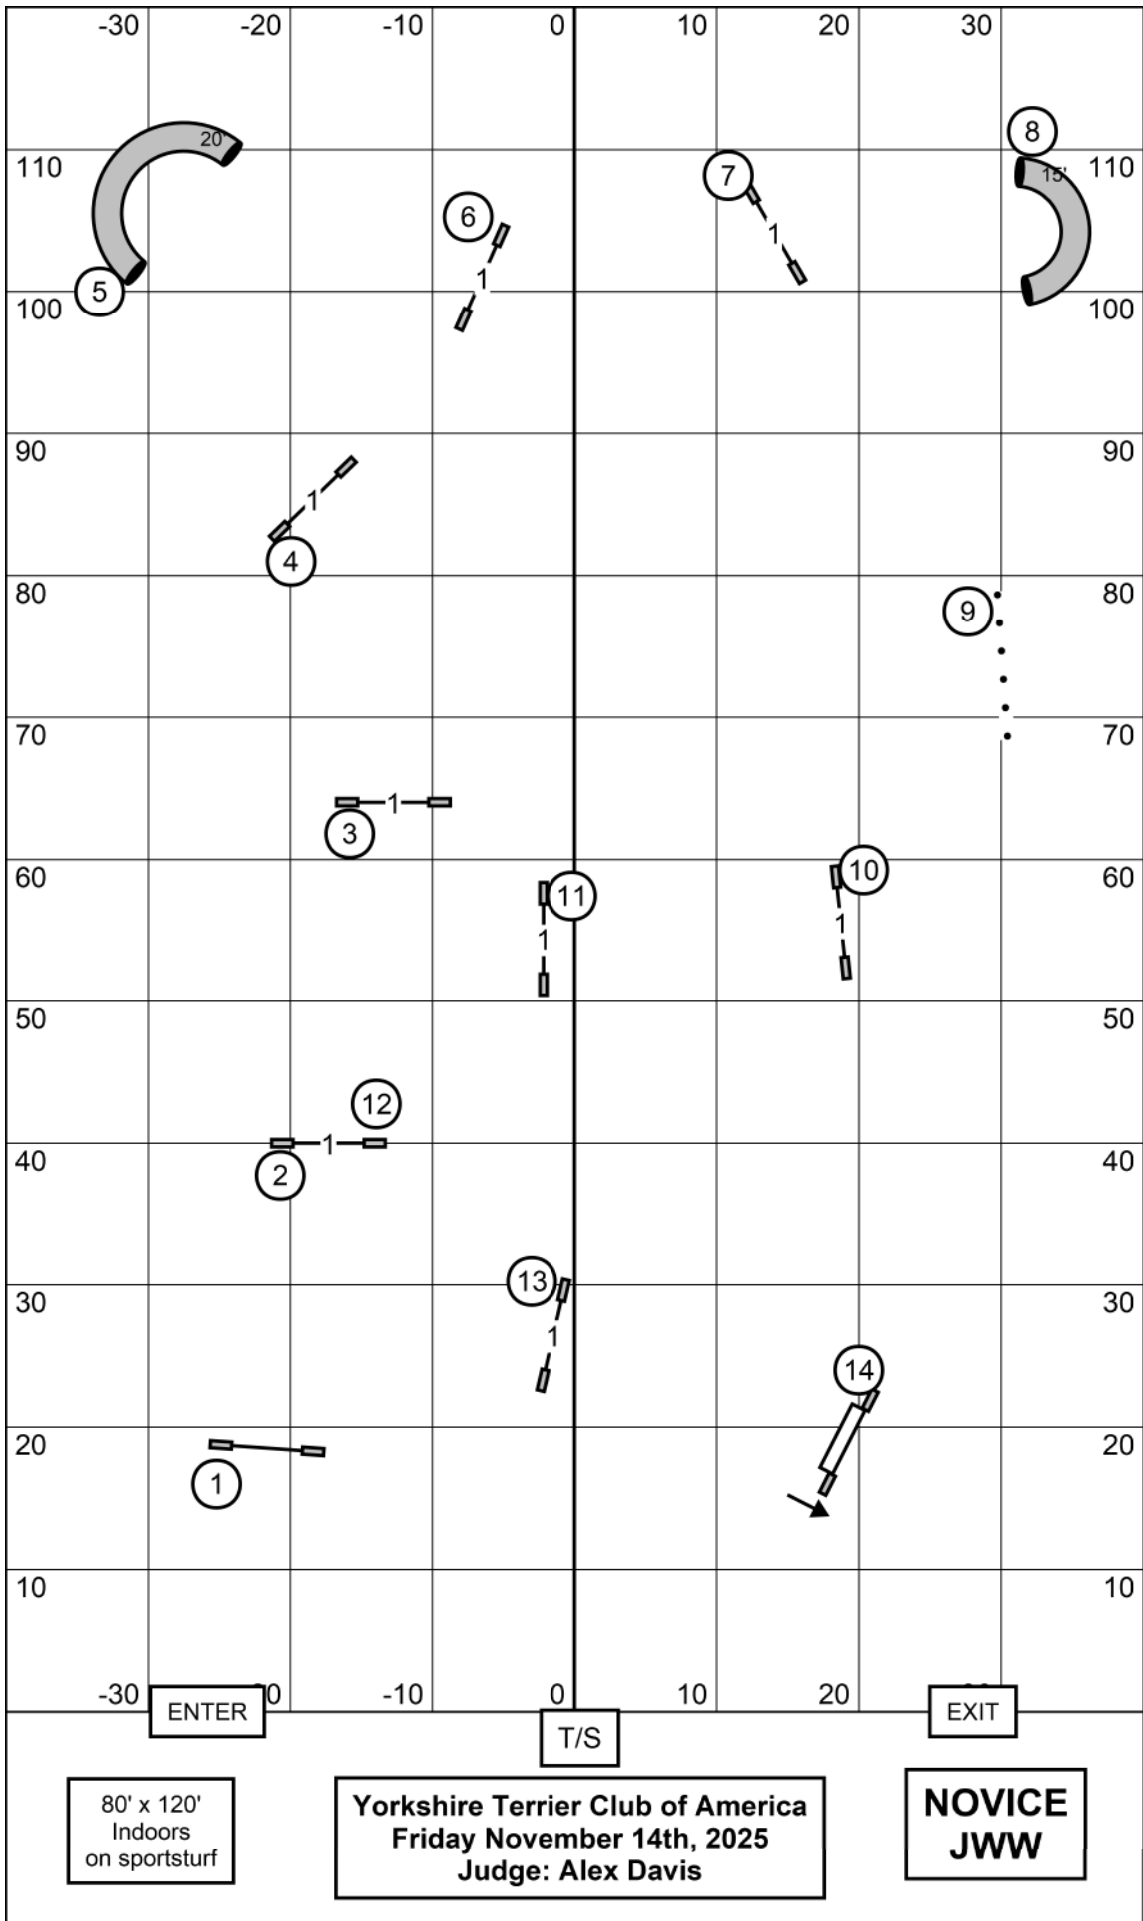 -30 -20 -10 0 10 20 30
8
20'
7
110 15' 110
6
5
100 1 1 100
90 90
1
4
80 80
9
70 70
1
3
60 10 60
11
1 1
50 50
12
40 1 40
2
13
30 30
1
14
20 20
1
10 10
-30 -10 0 10 20
ENTER EXIT
T/S
80' x 120'
Indoors
on sportsturf
Yorkshire Terrier Club of America
Friday November 14th, 2025
Judge: Alex Davis
NOVICE
JWW